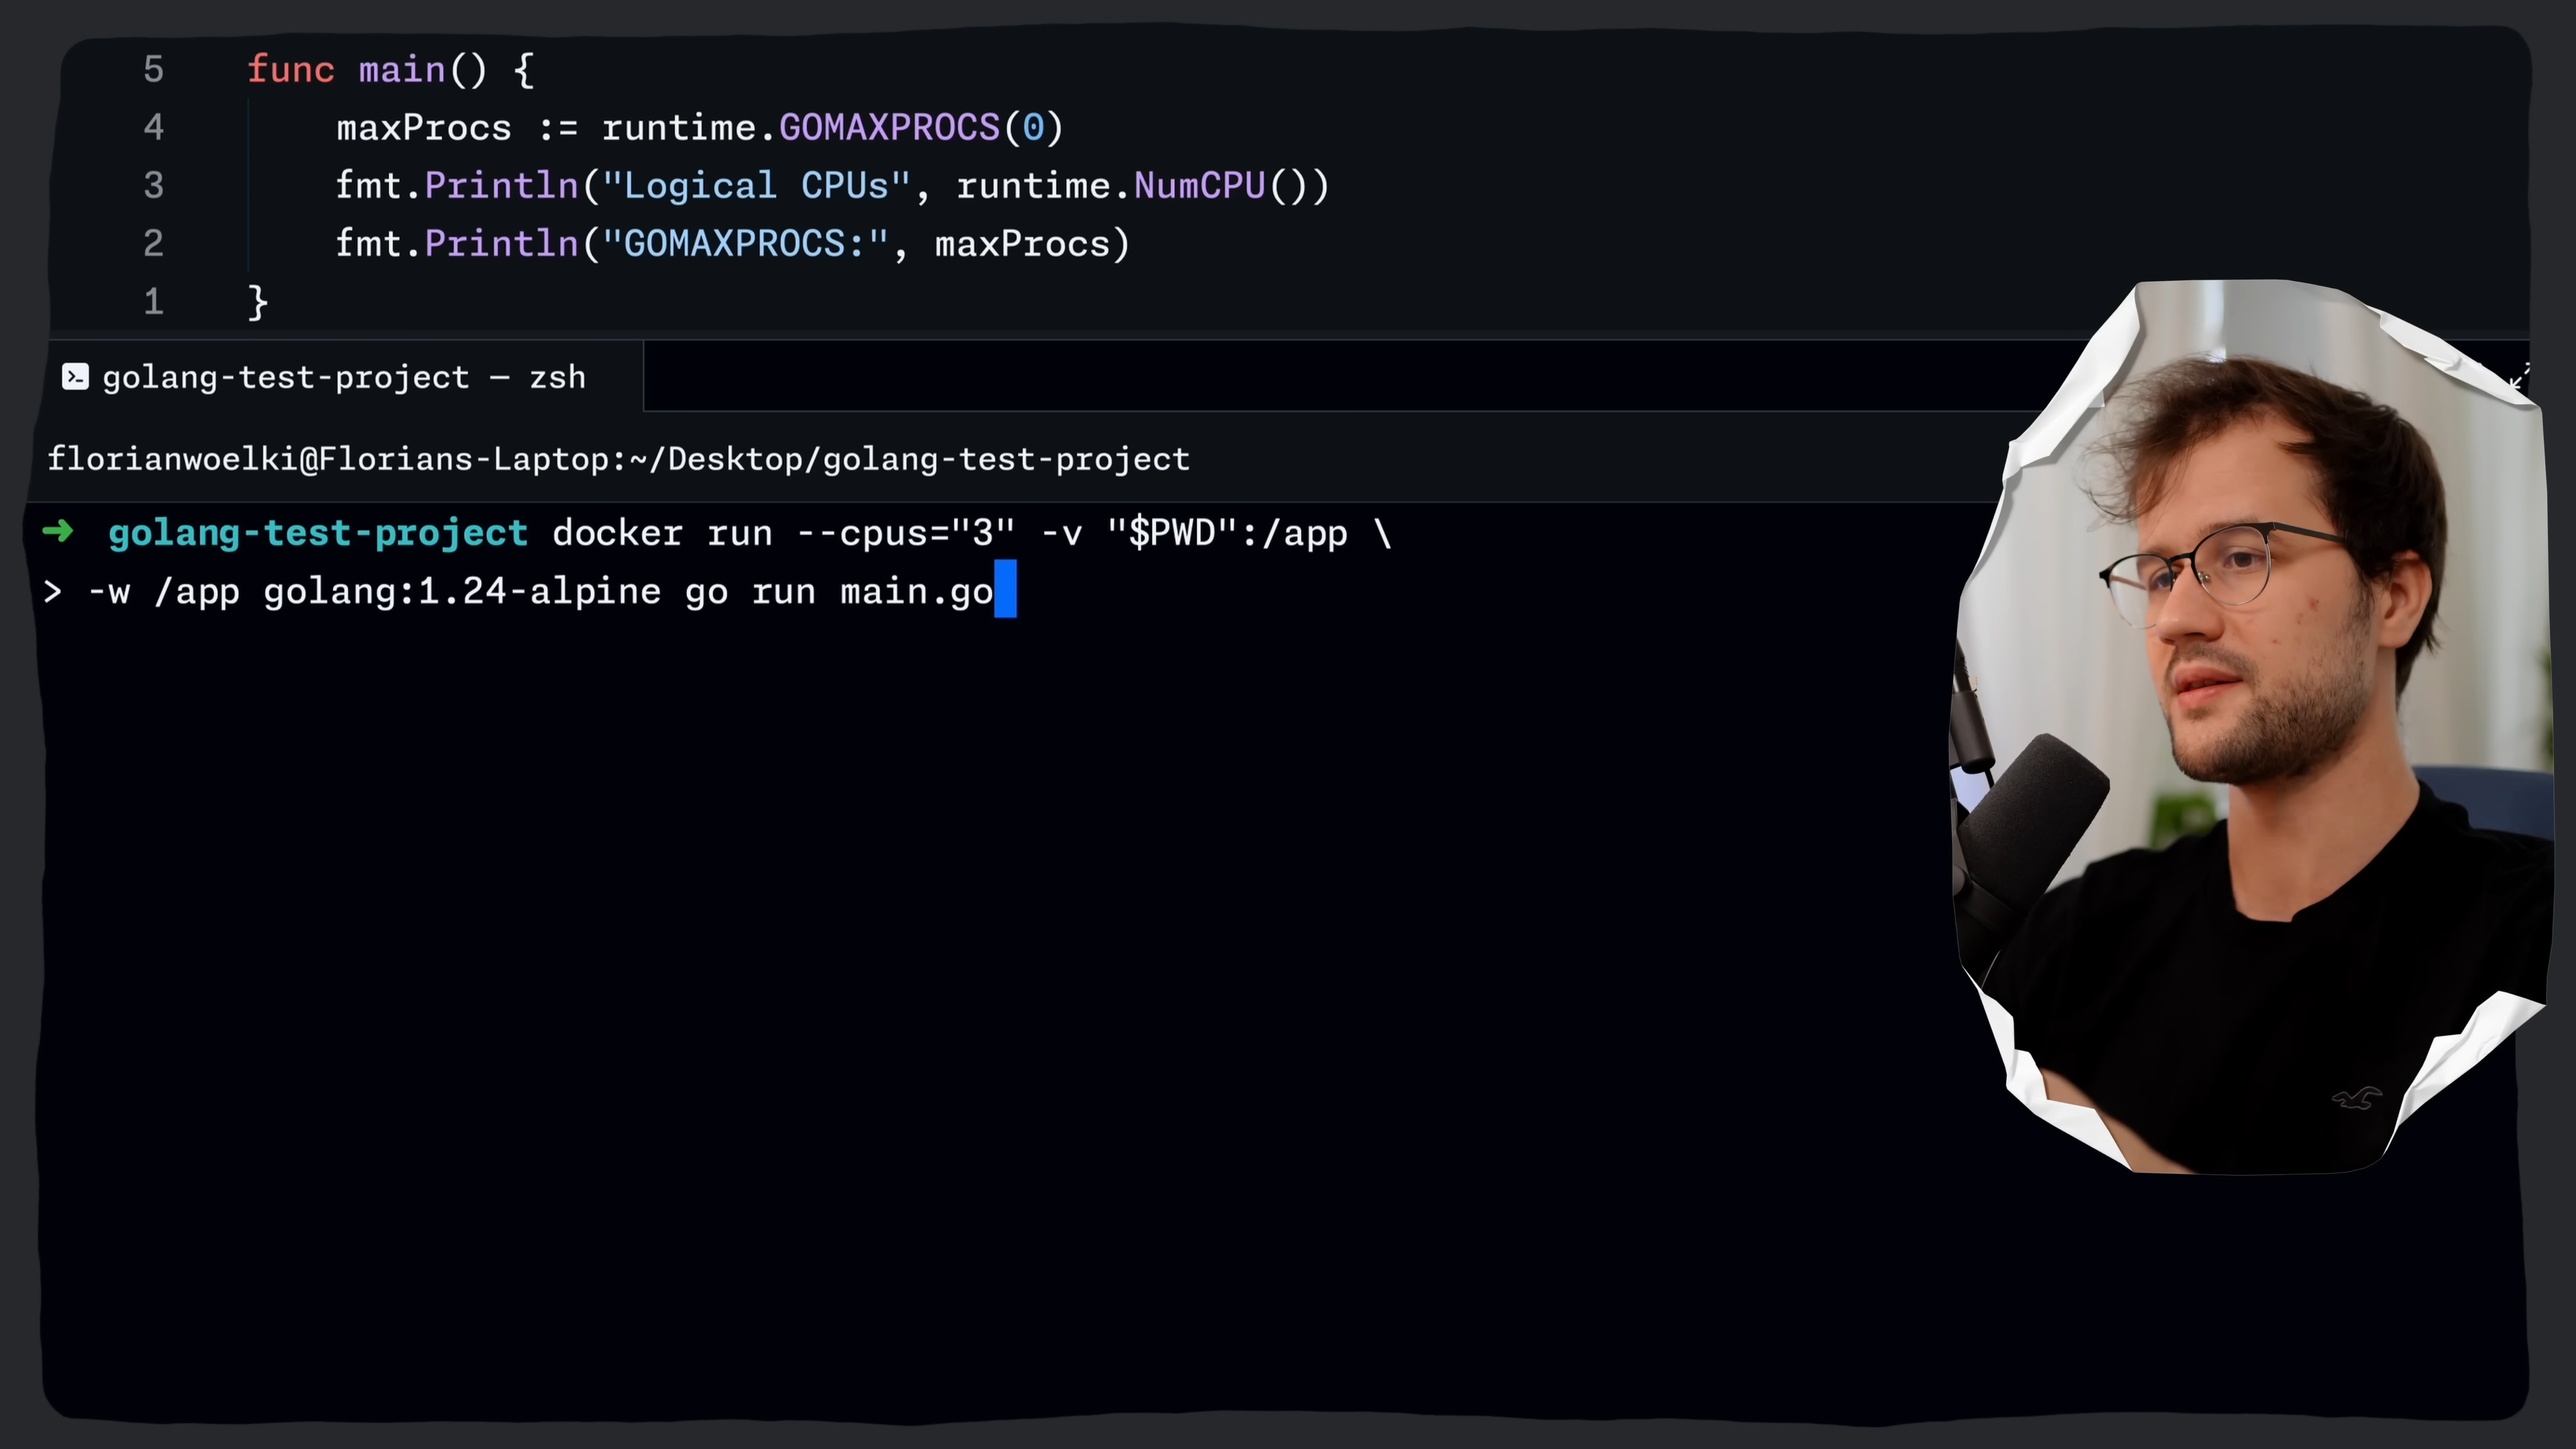 5 func main() {
4 maxProcs := runtime.GOMAXPROCS(0)
3 fmt.Println("Logical CPUs", runtime.NumCPU())
2 fmt.Println("GOMAXPROCS:", maxProcs)
1 }
golang-test-project — zsh
florianwoelki@Florians-Laptop:~/Desktop/golang-test-project
➜ golang-test-project docker run --cpus="3" -v "$PWD":/app \
> -w /app golang:1.24-alpine go run main.go